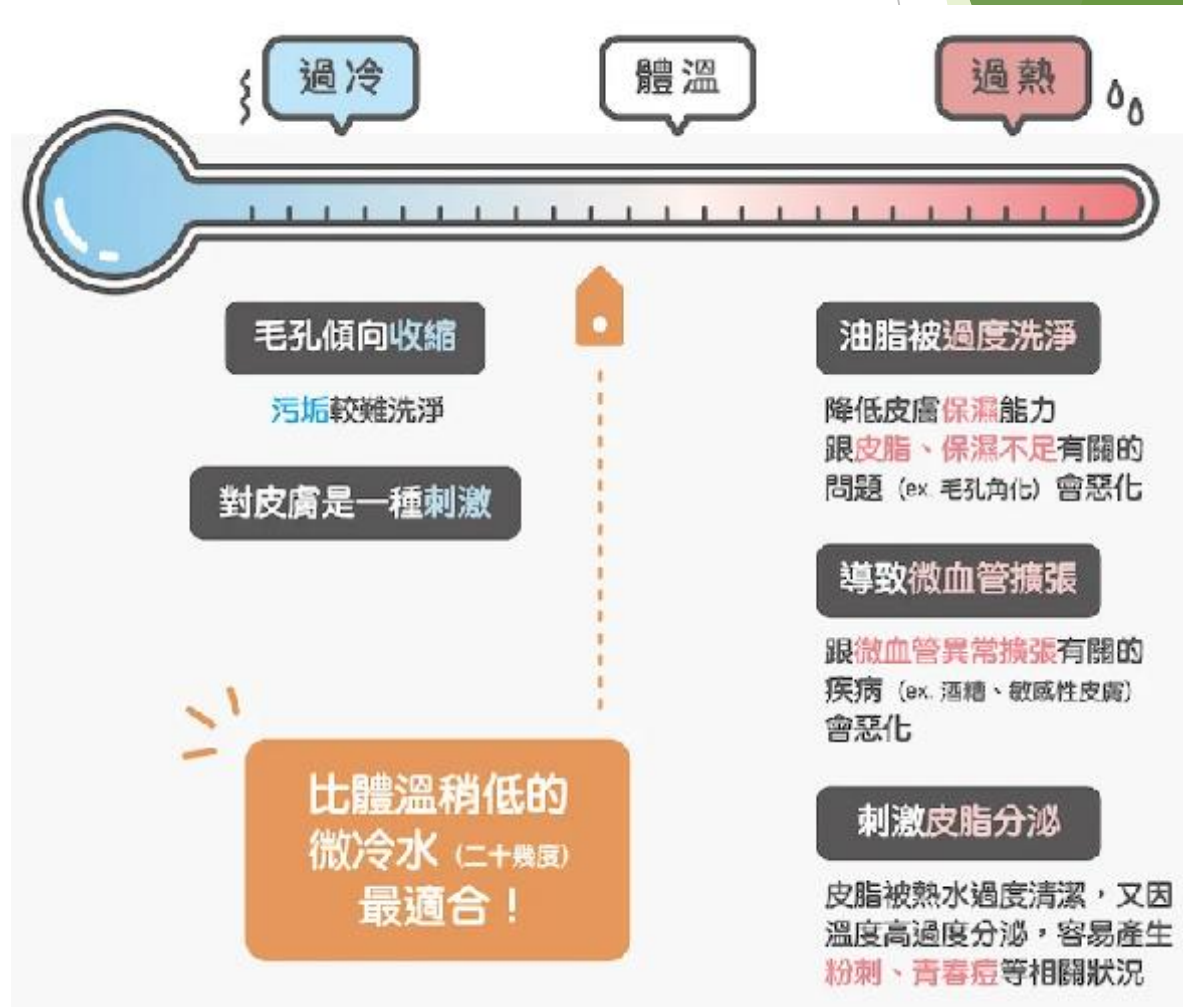 過冷
體溫
過熱
毛孔傾向收縮
污垢較難洗淨
對皮膚是一種刺激
比體溫稍低的
微冷水（二十幾度）
最適合！
油脂被過度洗淨
降低皮膚保濕能力
跟皮脂、保濕不足有關的
問題（ex 毛孔角化）會惡化
導致微血管擴張
跟微血管異常擴張有關的
疾病（ex. 酒糟、敏感性皮膚）
會惡化
刺激皮脂分泌
皮脂被熱水過度清潔，又因
溫度高過度分泌，容易產生
粉刺、青春痘等相關狀況